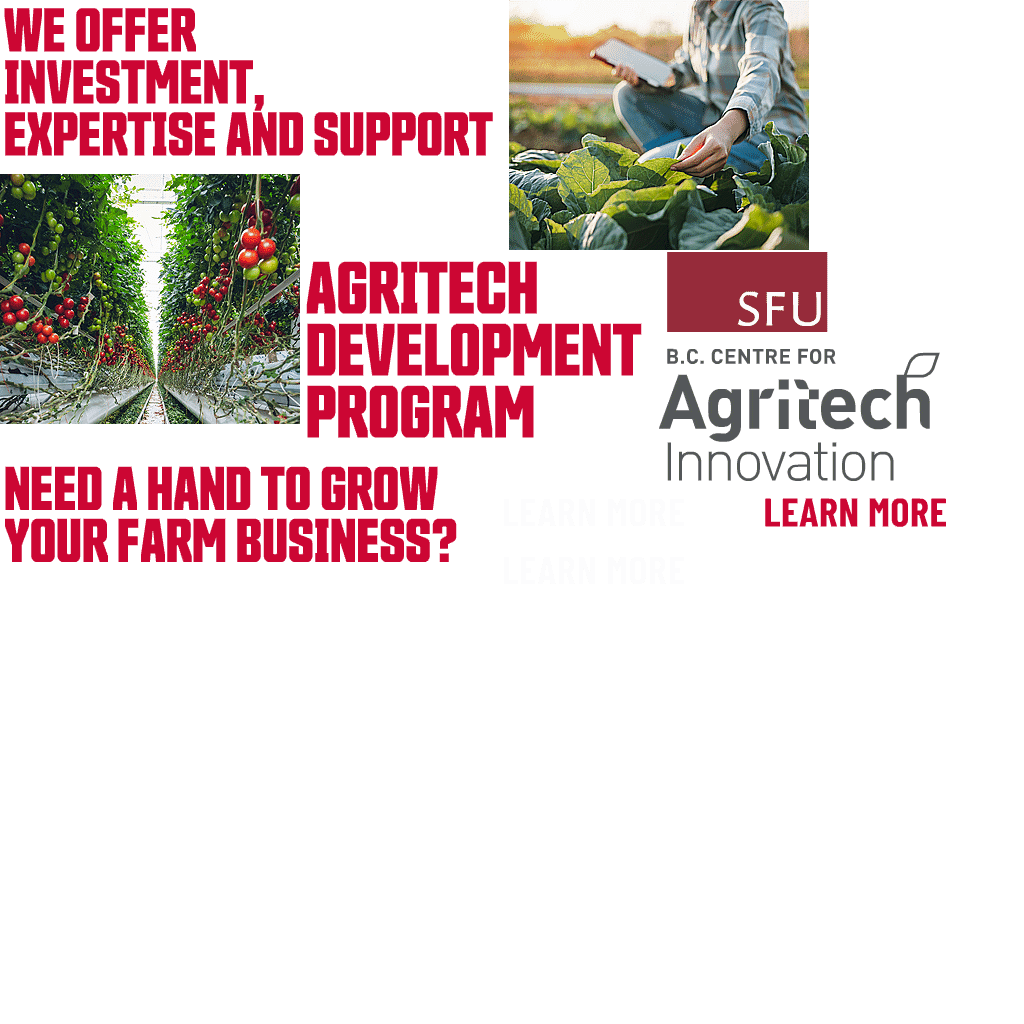 WE OFFER
INVESTMENT,
EXPERTISE AND SUPPORT
AGRITECH
DEVELOPMENT
PROGRAM
SFU
B.C. CENTRE FOR
Agritech
Innovation
NEED A HAND TO GROW
YOUR FARM BUSINESS?
LEARN MORE
LEARN MORE
LEARN MORE